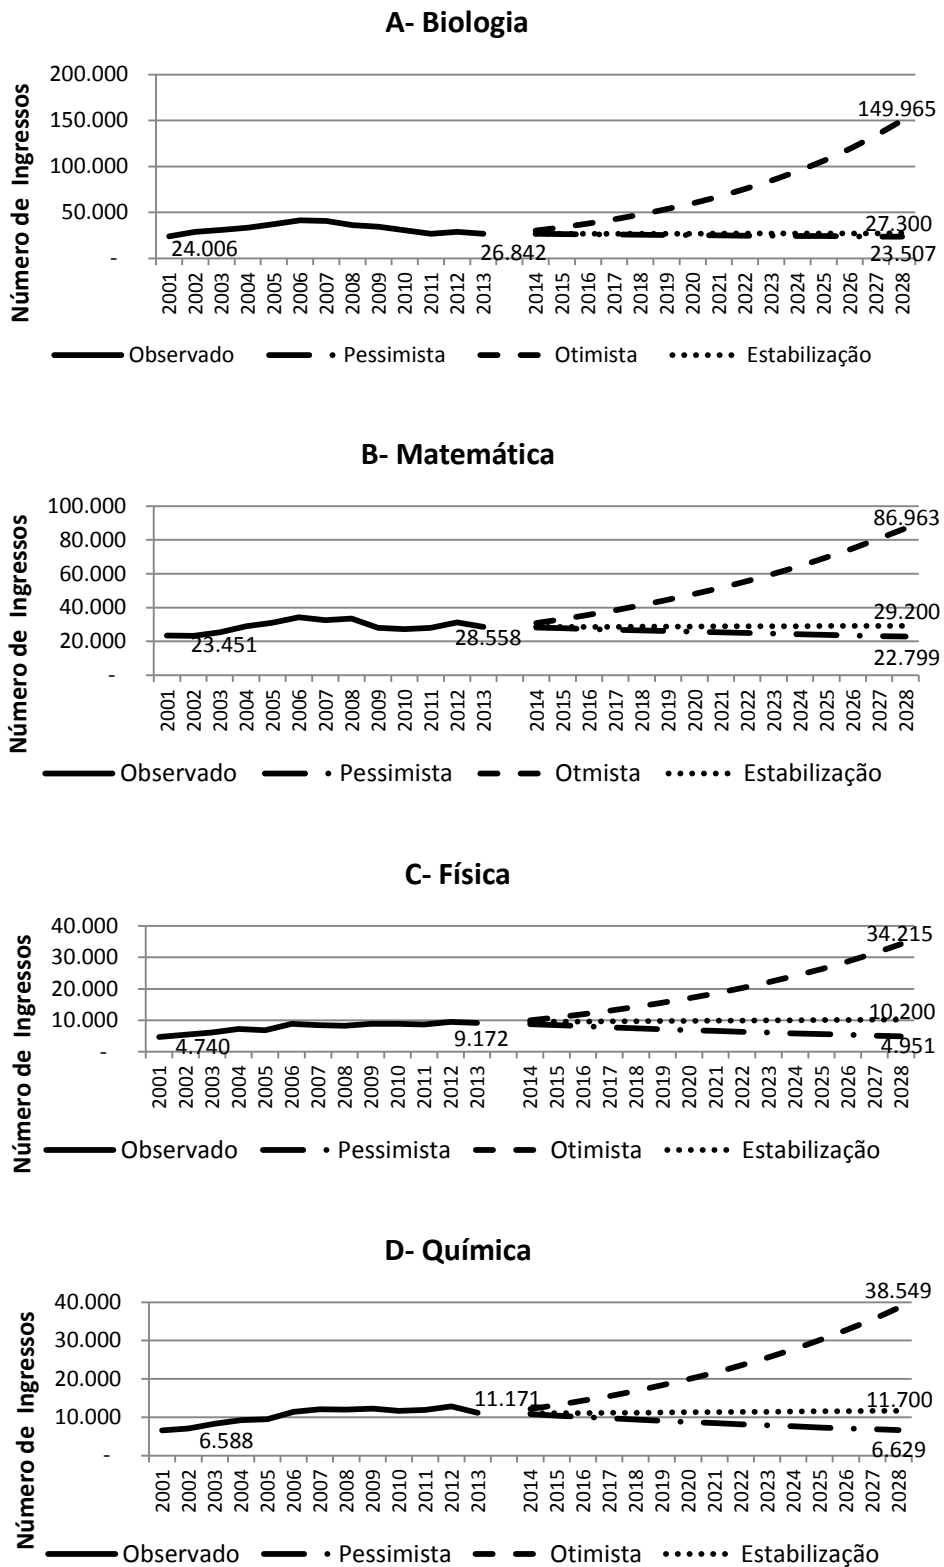 A- Biologia
Número de Ingressos
200.000
150.000
100.000
50.000
-
24.006
26.842
149.965
27.300
23.507
2001 2002 2003 2004 2005 2006 2007 2008 2009 2010 2011 2012 2013 2014 2015 2016 2017 2018 2019 2020 2021 2022 2023 2024 2025 2026 2027 2028
Observado Pessimista Otimista Estabilização
B- Matemática
Número de Ingressos
100.000
80.000
60.000
40.000
20.000
-
23.451
28.558
86.963
29.200
22.799
2001 2002 2003 2004 2005 2006 2007 2008 2009 2010 2011 2012 2013 2014 2015 2016 2017 2018 2019 2020 2021 2022 2023 2024 2025 2026 2027 2028
Observado Pessimista Otmista Estabilização
C- Física
Número de Ingressos
40.000
30.000
20.000
10.000
-
4.740
9.172
34.215
10.200
4.951
2001 2002 2003 2004 2005 2006 2007 2008 2009 2010 2011 2012 2013 2014 2015 2016 2017 2018 2019 2020 2021 2022 2023 2024 2025 2026 2027 2028
Observado Pessimista Otimista Estabilização
D- Química
Número de Ingressos
40.000
30.000
20.000
10.000
-
6.588
11.171
38.549
11.700
6.629
2001 2002 2003 2004 2005 2006 2007 2008 2009 2010 2011 2012 2013 2014 2015 2016 2017 2018 2019 2020 2021 2022 2023 2024 2025 2026 2027 2028
Observado Pessimista Otimista Estabilização